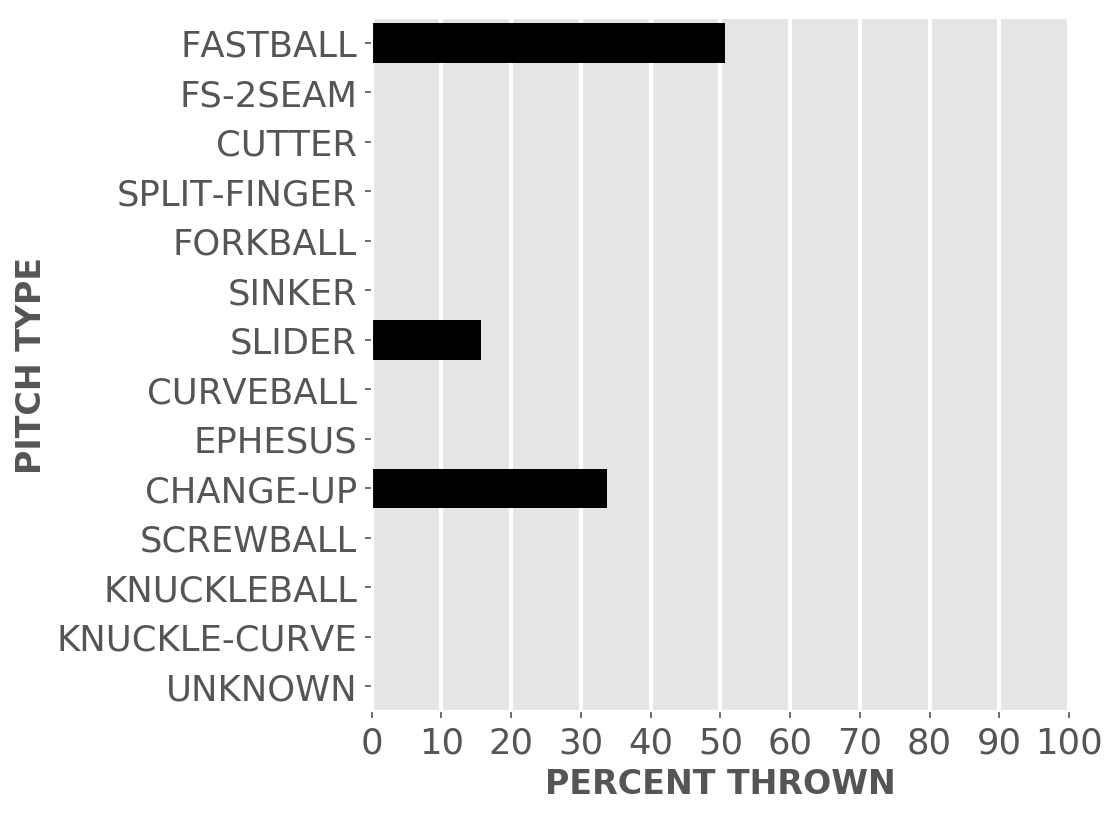 FASTBALL
FS-2SEAM
CUTTER
SPLIT-FINGER
FORKBALL
SINKER
SLIDER
CURVEBALL
EPHESUS
CHANGE-UP
SCREWBALL
KNUCKLEBALL
KNUCKLE-CURVE
UNKNOWN
PITCH TYPE
0 10 20 30 40 50 60 70 80 90 100
PERCENT THROWN